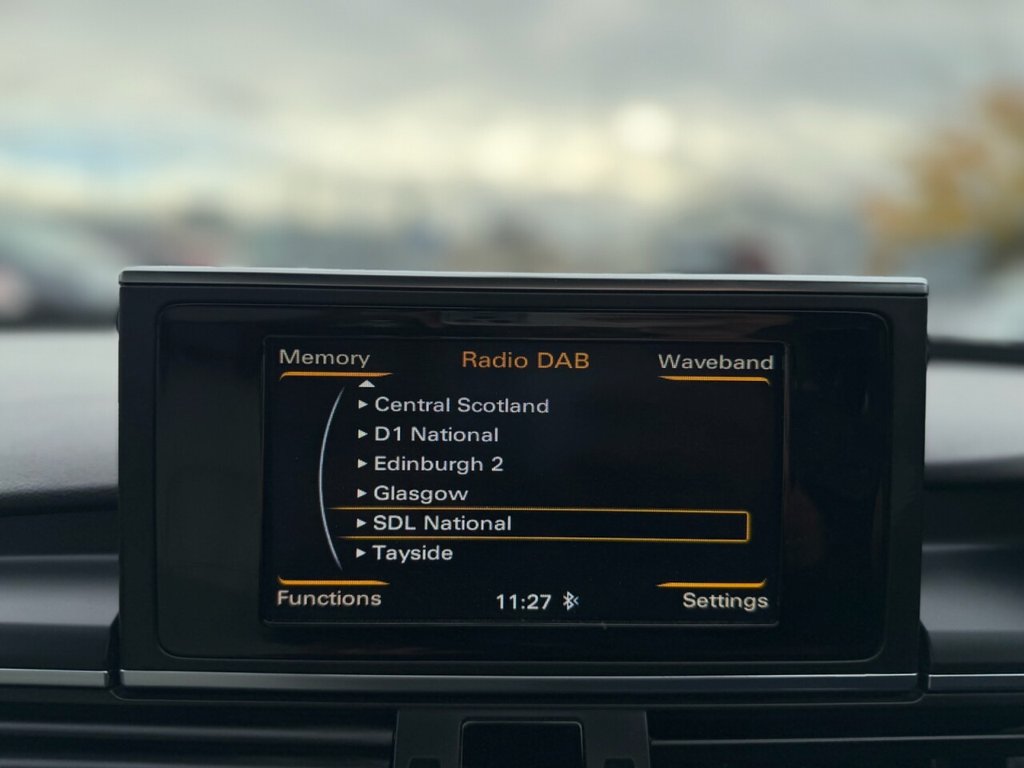 Memory Radio DAB Waveband
Central Scotland
D1 National
Edinburgh 2
Glasgow
SDL National
Tayside
Functions 11:27 Settings